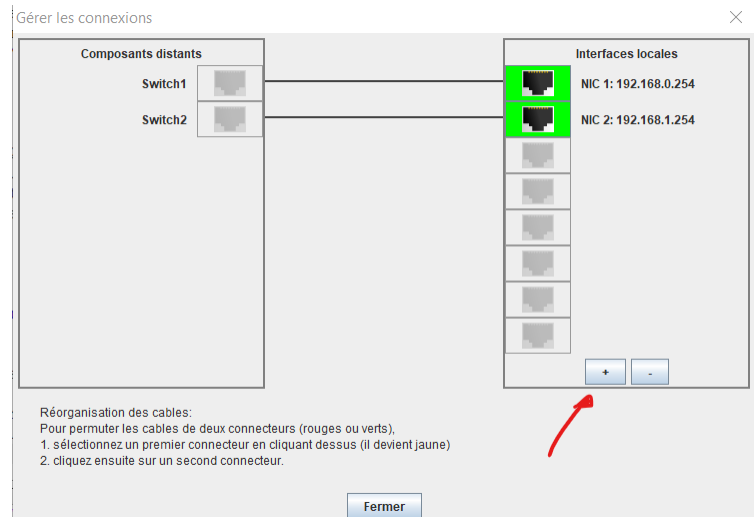 Gérer les connexions
Composants distants
Interfaces locales
Switch1
NIC 1: 192.168.0.254
Switch2
NIC 2: 192.168.1.254
+
-
Réorganisation des cables:
Pour permuter les cables de deux connecteurs (rouges ou verts),
1. sélectionnez un premier connecteur en cliquant dessus (il devient jaune)
2. cliquez ensuite sur un second connecteur.
Fermer